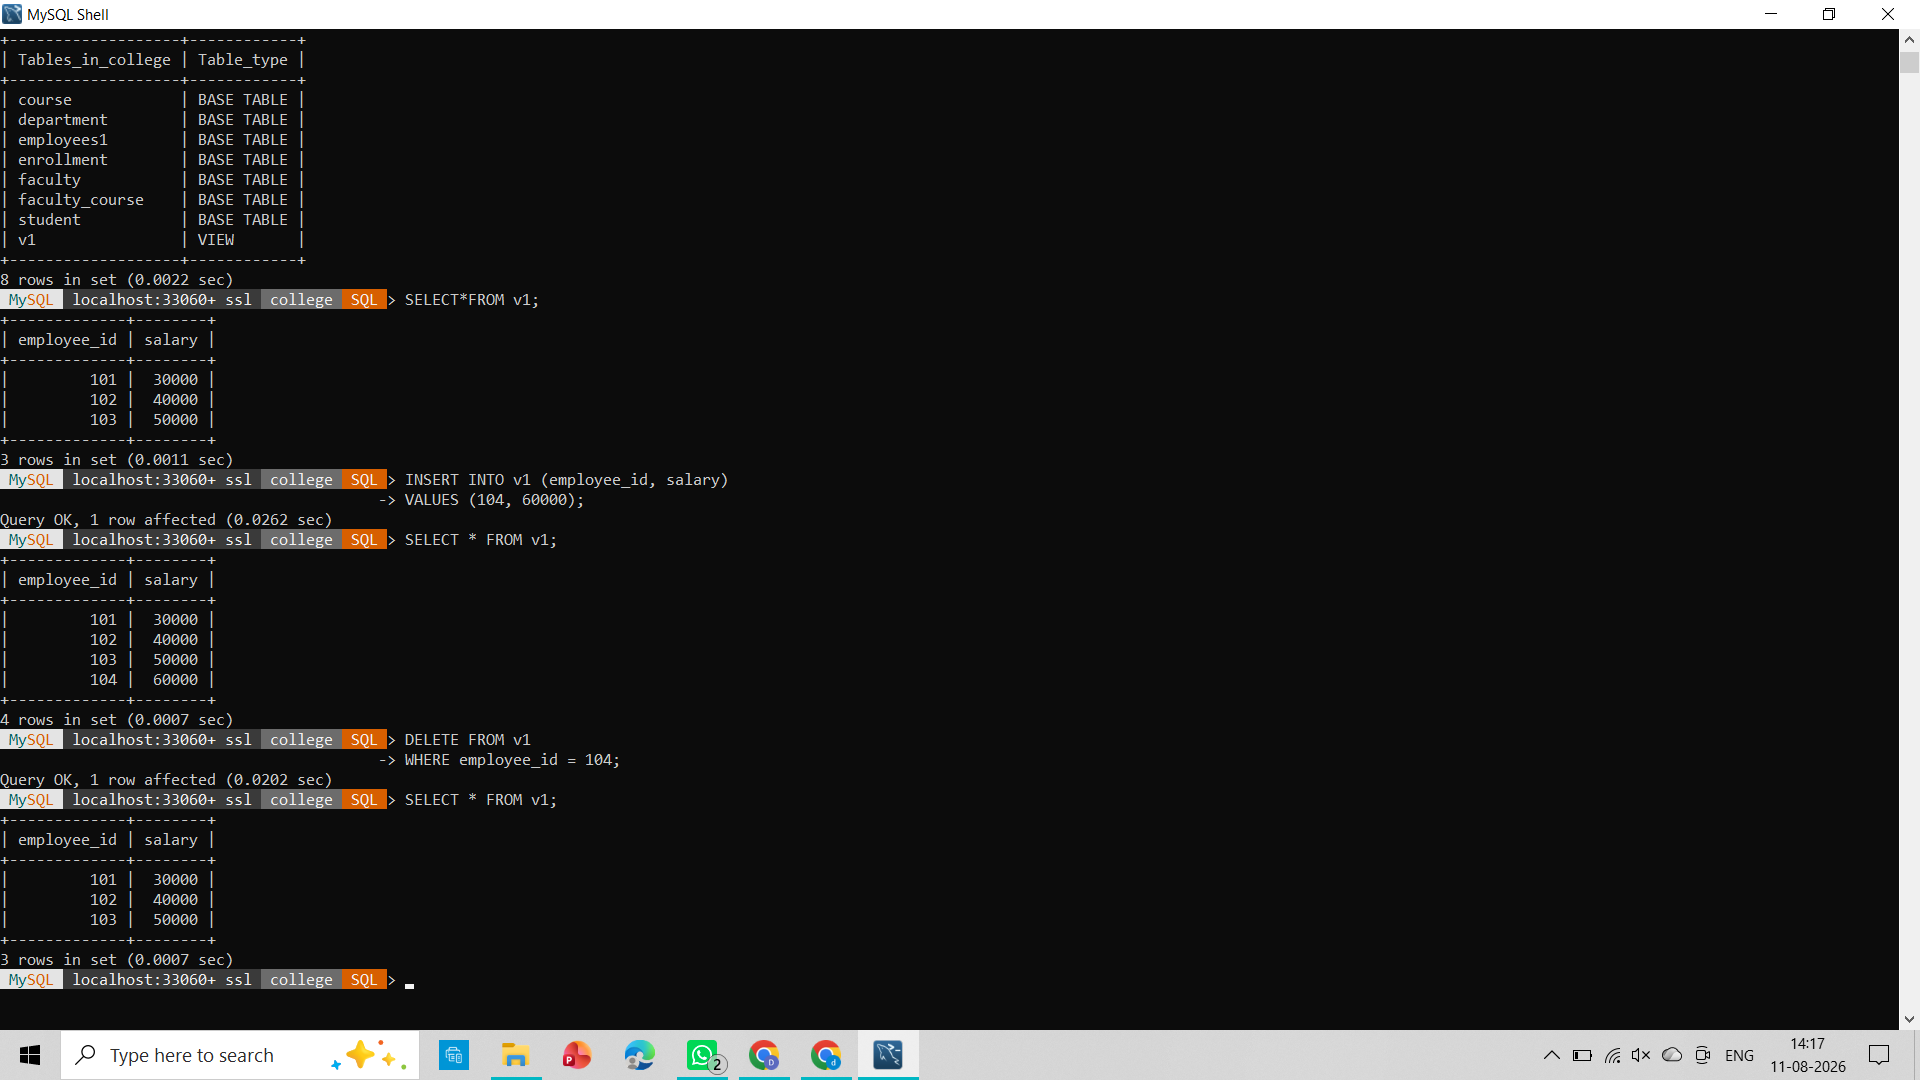 MySQL Shell
+-------------------+------------+
| Tables_in_college | Table_type |
+-------------------+------------+
| course            | BASE TABLE |
| department        | BASE TABLE |
| employees1        | BASE TABLE |
| enrollment        | BASE TABLE |
| faculty           | BASE TABLE |
| faculty_course    | BASE TABLE |
| student           | BASE TABLE |
| v1                | VIEW       |
+-------------------+------------+
8 rows in set (0.0022 sec)
MySQL localhost:33060+ ssl college SQL > SELECT*FROM v1;
+-------------+--------+
| employee_id | salary |
+-------------+--------+
|         101 |  30000 |
|         102 |  40000 |
|         103 |  50000 |
+-------------+--------+
3 rows in set (0.0011 sec)
MySQL localhost:33060+ ssl college SQL > INSERT INTO v1 (employee_id, salary)
-> VALUES (104, 60000);
Query OK, 1 row affected (0.0262 sec)
MySQL localhost:33060+ ssl college SQL > SELECT * FROM v1;
+-------------+--------+
| employee_id | salary |
+-------------+--------+
|         101 |  30000 |
|         102 |  40000 |
|         103 |  50000 |
|         104 |  60000 |
+-------------+--------+
4 rows in set (0.0007 sec)
MySQL localhost:33060+ ssl college SQL > DELETE FROM v1
-> WHERE employee_id = 104;
Query OK, 1 row affected (0.0202 sec)
MySQL localhost:33060+ ssl college SQL > SELECT * FROM v1;
+-------------+--------+
| employee_id | salary |
+-------------+--------+
|         101 |  30000 |
|         102 |  40000 |
|         103 |  50000 |
+-------------+--------+
3 rows in set (0.0007 sec)
MySQL localhost:33060+ ssl college SQL >
Type here to search
2
ENG
14:17
11-08-2026